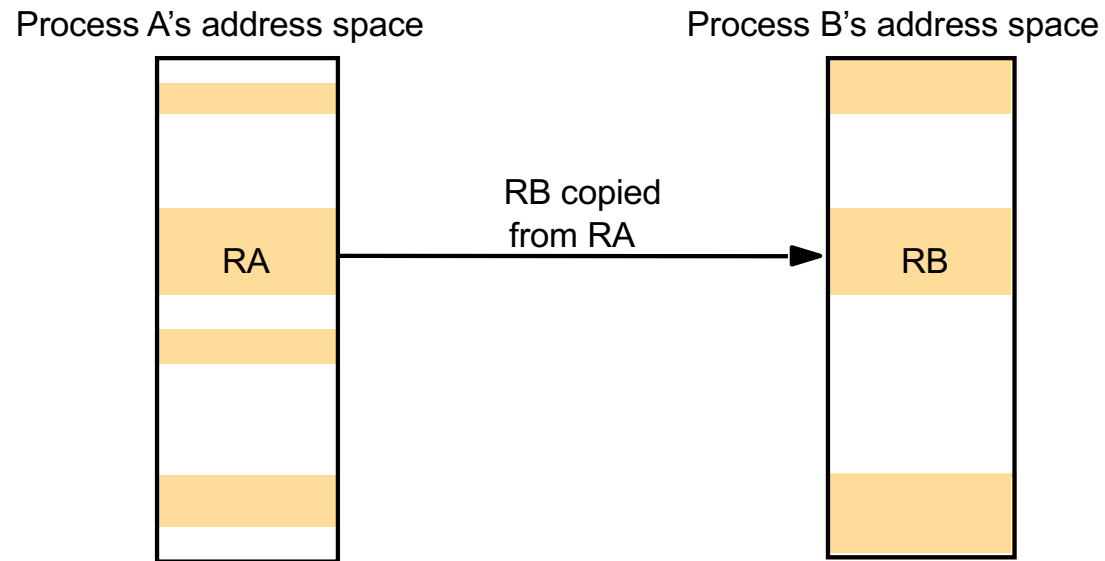 Process A’s address space
Process B’s address space
RB copied
from RA
RA
RB